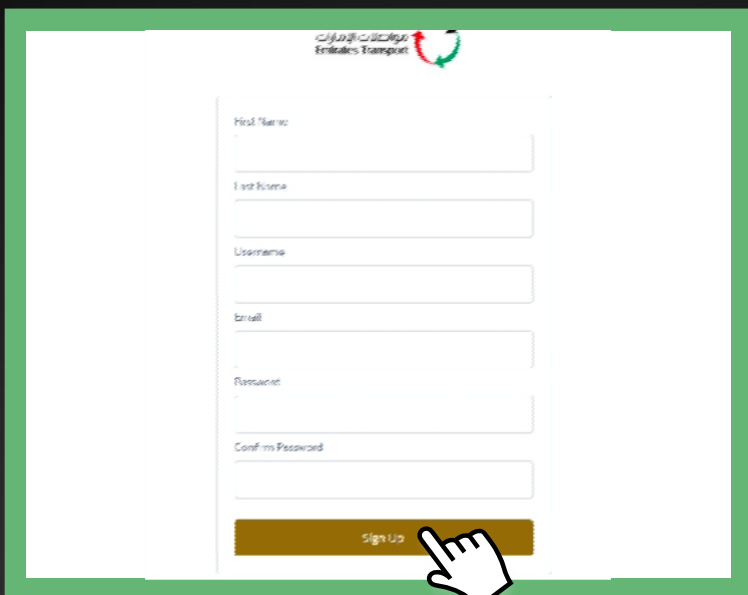 مواصلات الإمارات
Emirates Transport
First Name
Last Name
Username
Email
Password
Confirm Password
Sign Up